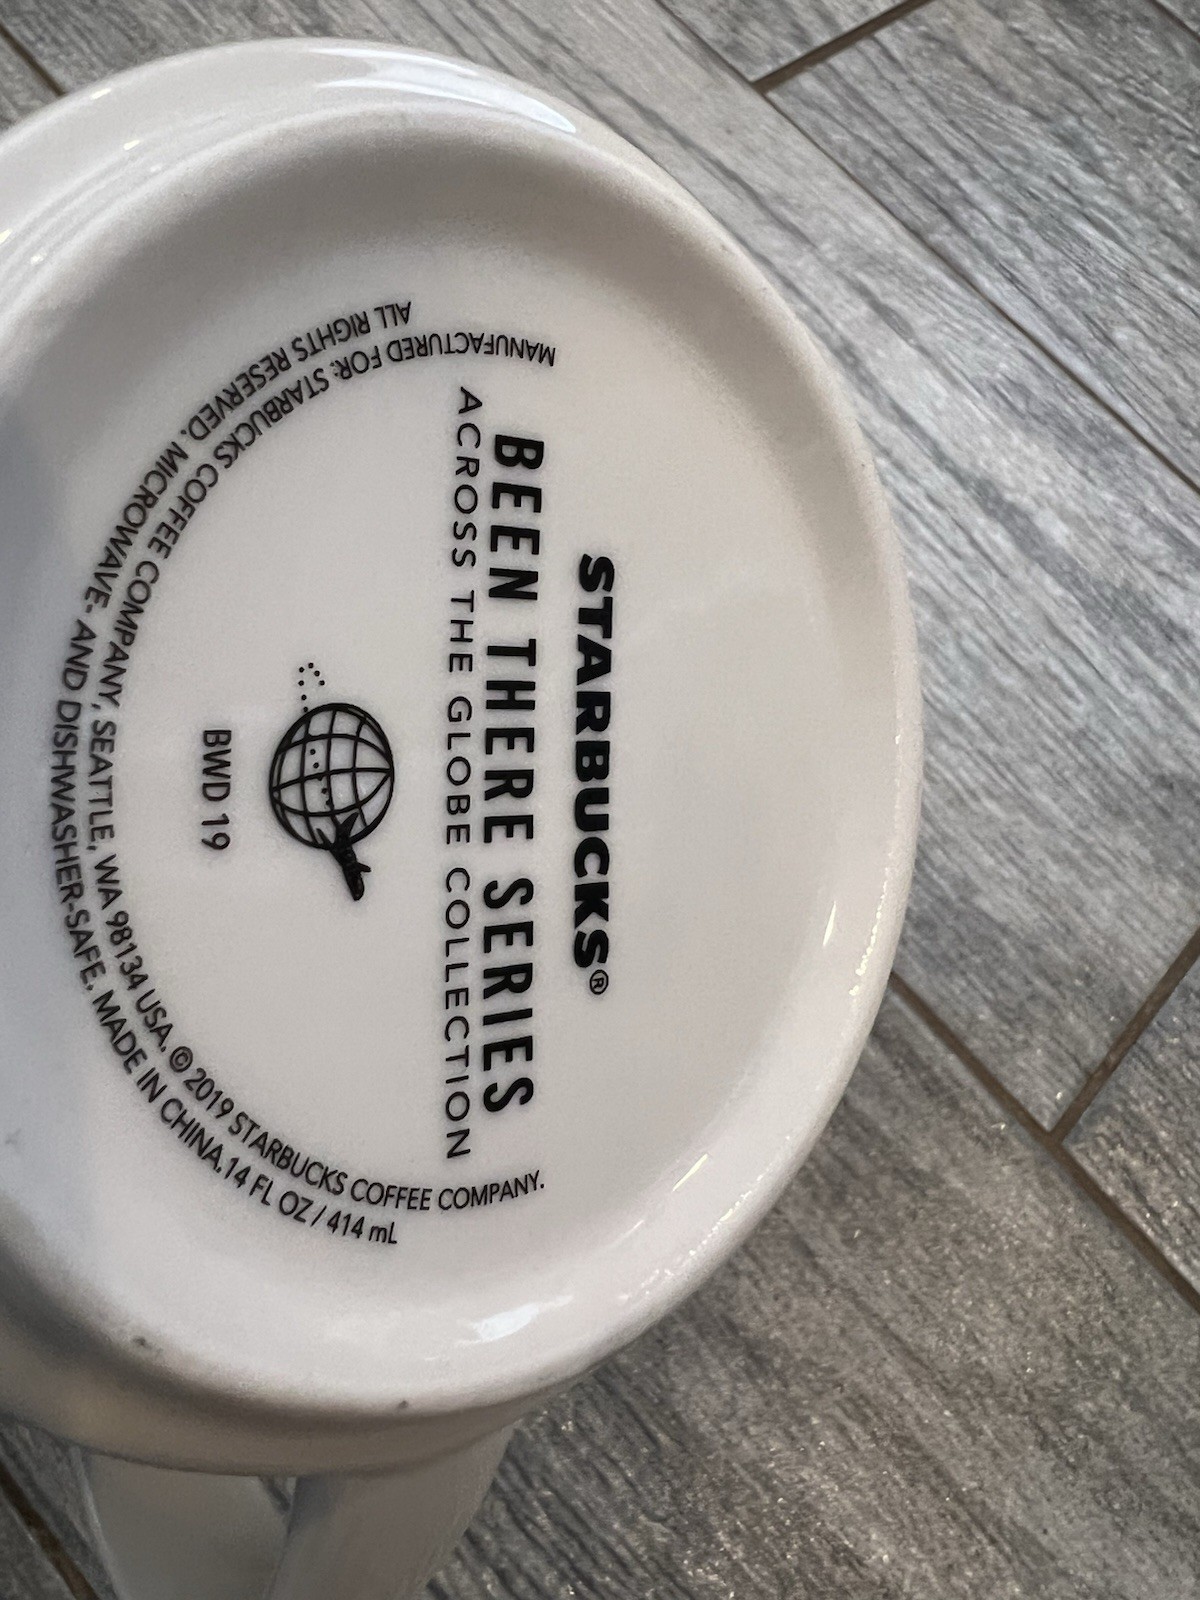 STARBUCKS®
BEEN THERE SERIES
ACROSS THE GLOBE COLLECTION
BWD 19
MANUFACTURED FOR: STARBUCKS COFFEE COMPANY, SEATTLE, WA 98134 USA. © 2019 STARBUCKS COFFEE COMPANY.
ALL RIGHTS RESERVED. MICROWAVE- AND DISHWASHER-SAFE. MADE IN CHINA. 14 FL OZ / 414 mL